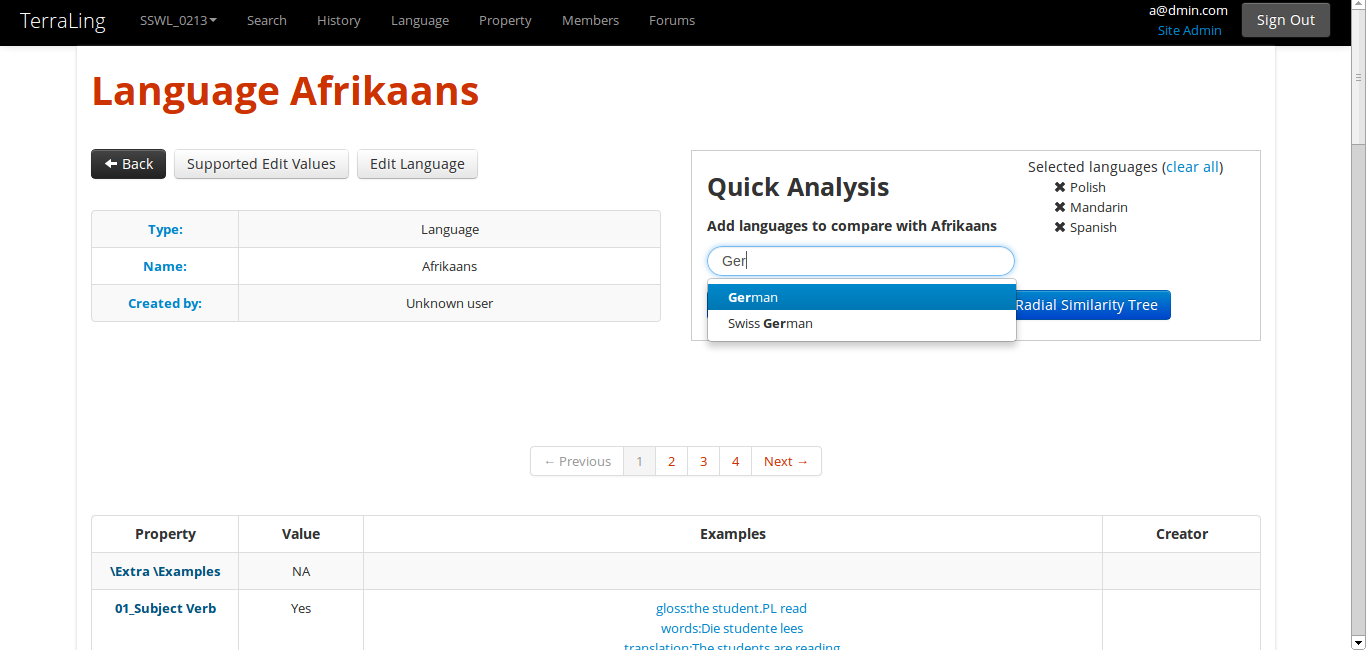 TerraLing SSWL_0213 Search History Language Property Members Forums a@dmin.com Sign Out
Site Admin
Language Afrikaans
Back Supported Edit Values Edit Language
Type: Language
Name: Afrikaans
Created by: Unknown user
Quick Analysis
Add languages to compare with Afrikaans
Ger
German
Swiss German
Radial Similarity Tree
Selected languages (clear all)
✖ Polish
✖ Mandarin
✖ Spanish
← Previous 1 2 3 4 Next →
Property Value Examples Creator
\Extra \Examples NA
01_Subject Verb Yes gloss:the student.PL read
words:Die studente lees
translation:The students are reading